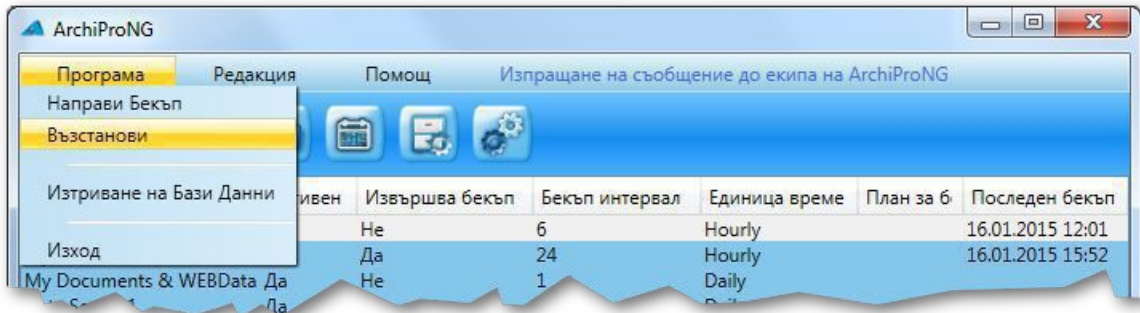 ArchiProNG
Програма Редакция Помощ Изпращане на съобщение до екипа на ArchiProNG
Направи Бекъп
Възстанови
Изтриване на Бази Данни
Изход
Извършва бекъп Бекъп интервал Единица време План за б Последен бекъп
Не 6 Hourly 16.01.2015 12:01
Да 24 Hourly 16.01.2015 15:52
My Documents & WEBData Да Не 1 Daily